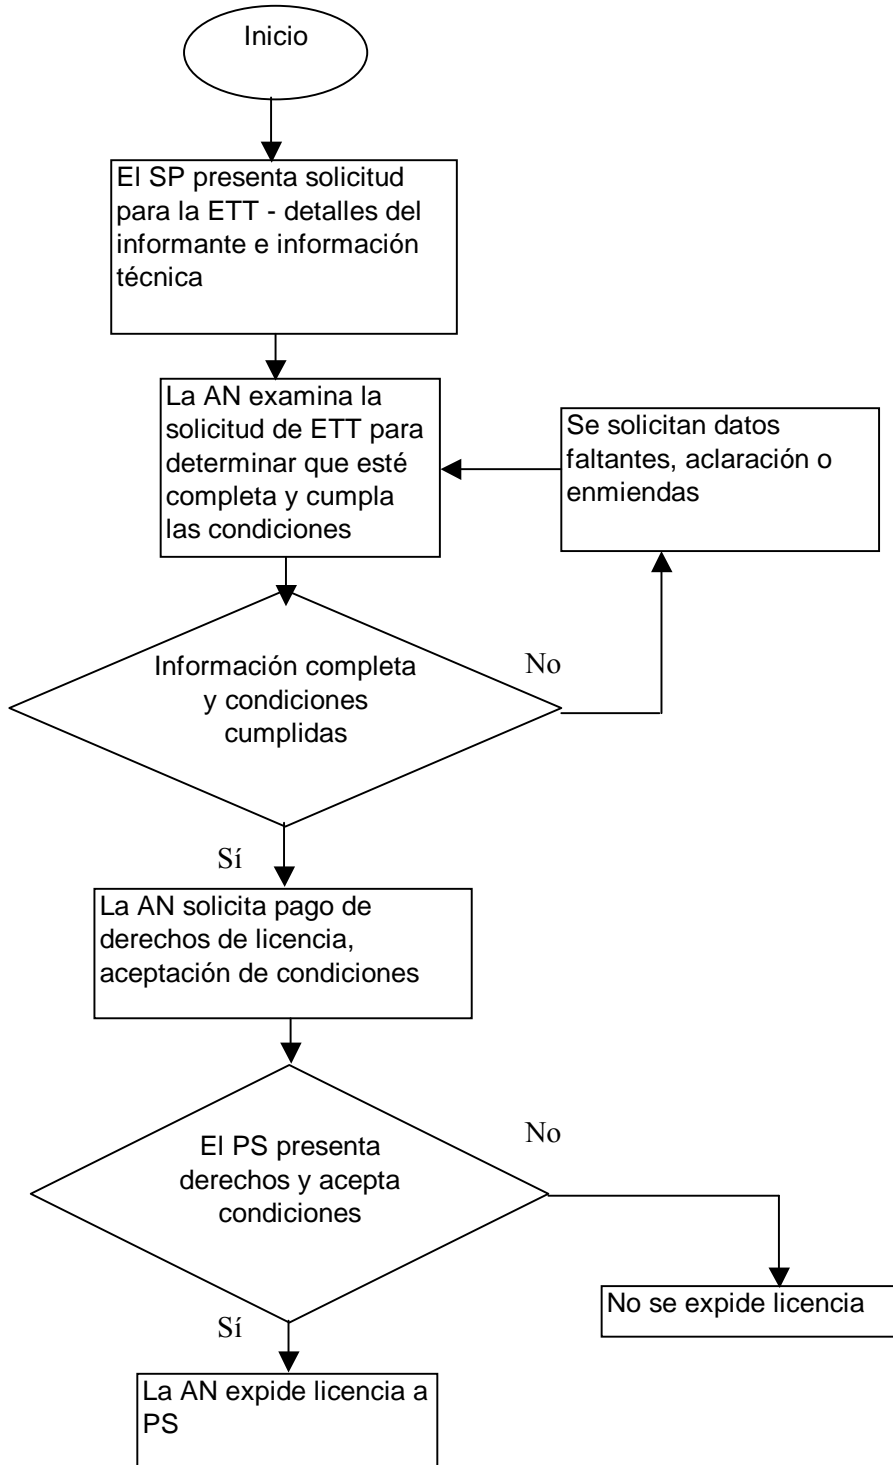 Inicio
El SP presenta solicitud
para la ETT - detalles del
informante e información
técnica
La AN examina la
solicitud de ETT para
determinar que esté
completa y cumpla
las condiciones
Se solicitan datos
faltantes, aclaración o
enmiendas
Información completa
y condiciones
cumplidas
No
Sí
La AN solicita pago de
derechos de licencia,
aceptación de condiciones
El PS presenta
derechos y acepta
condiciones
No
No se expide licencia
Sí
La AN expide licencia a
PS